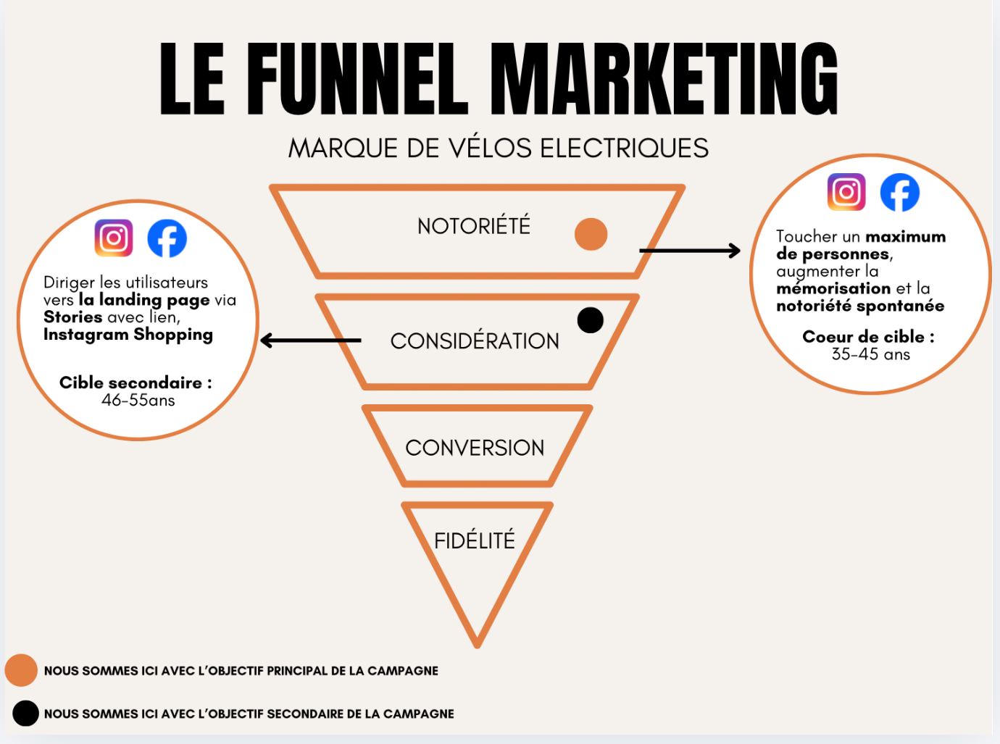 LE FUNNEL MARKETING
MARQUE DE VÉLOS ELECTRIQUES
NOTORIÉTÉ
Toucher un maximum
de personnes,
augmenter la
mémorisation et la
notoriété spontanée
Coeur de cible :
35-45 ans
Diriger les utilisateurs
vers la landing page via
Stories avec lien,
Instagram Shopping
Cible secondaire :
46-55ans
CONSIDÉRATION
CONVERSION
FIDÉLITÉ
NOUS SOMMES ICI AVEC L’OBJECTIF PRINCIPAL DE LA CAMPAGNE
NOUS SOMMES ICI AVEC L’OBJECTIF SECONDAIRE DE LA CAMPAGNE